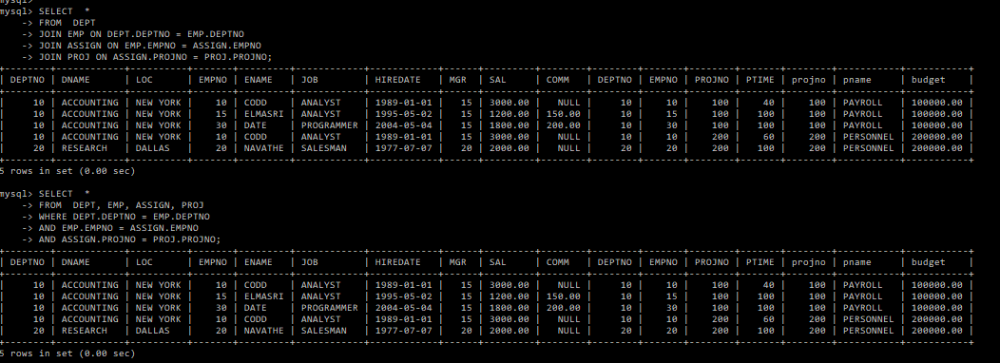 mysql>
mysql> SELECT  *
    -> FROM  DEPT
    -> JOIN EMP ON DEPT.DEPTNO = EMP.DEPTNO
    -> JOIN ASSIGN ON EMP.EMPNO = ASSIGN.EMPNO
    -> JOIN PROJ ON ASSIGN.PROJNO = PROJ.PROJNO;
| DEPTNO | DNAME      | LOC      | EMPNO | ENAME   | JOB        | HIREDATE   | MGR | SAL     | COMM   | DEPTNO | EMPNO | PROJNO | PTIME | projno | pname     | budget    |
|     10 | ACCOUNTING | NEW YORK |    10 | CODD    | ANALYST    | 1989-01-01 |  15 | 3000.00 |   NULL |     10 |    10 |    100 |    40 |    100 | PAYROLL   | 100000.00 |
|     10 | ACCOUNTING | NEW YORK |    15 | ELMASRI | ANALYST    | 1995-05-02 |  15 | 1200.00 | 150.00 |     10 |    15 |    100 |   100 |    100 | PAYROLL   | 100000.00 |
|     10 | ACCOUNTING | NEW YORK |    30 | DATE    | PROGRAMMER | 2004-05-04 |  15 | 1800.00 | 200.00 |     10 |    30 |    100 |   100 |    100 | PAYROLL   | 100000.00 |
|     10 | ACCOUNTING | NEW YORK |    10 | CODD    | ANALYST    | 1989-01-01 |  15 | 3000.00 |   NULL |     10 |    10 |    200 |    60 |    200 | PERSONNEL | 200000.00 |
|     20 | RESEARCH   | DALLAS   |    20 | NAVATHE | SALESMAN   | 1977-07-07 |  20 | 2000.00 |   NULL |     20 |    20 |    200 |   100 |    200 | PERSONNEL | 200000.00 |
5 rows in set (0.00 sec)
mysql> SELECT  *
    -> FROM  DEPT, EMP, ASSIGN, PROJ
    -> WHERE DEPT.DEPTNO = EMP.DEPTNO
    -> AND EMP.EMPNO = ASSIGN.EMPNO
    -> AND ASSIGN.PROJNO = PROJ.PROJNO;
| DEPTNO | DNAME      | LOC      | EMPNO | ENAME   | JOB        | HIREDATE   | MGR | SAL     | COMM   | DEPTNO | EMPNO | PROJNO | PTIME | projno | pname     | budget    |
|     10 | ACCOUNTING | NEW YORK |    10 | CODD    | ANALYST    | 1989-01-01 |  15 | 3000.00 |   NULL |     10 |    10 |    100 |    40 |    100 | PAYROLL   | 100000.00 |
|     10 | ACCOUNTING | NEW YORK |    15 | ELMASRI | ANALYST    | 1995-05-02 |  15 | 1200.00 | 150.00 |     10 |    15 |    100 |   100 |    100 | PAYROLL   | 100000.00 |
|     10 | ACCOUNTING | NEW YORK |    30 | DATE    | PROGRAMMER | 2004-05-04 |  15 | 1800.00 | 200.00 |     10 |    30 |    100 |   100 |    100 | PAYROLL   | 100000.00 |
|     10 | ACCOUNTING | NEW YORK |    10 | CODD    | ANALYST    | 1989-01-01 |  15 | 3000.00 |   NULL |     10 |    10 |    200 |    60 |    200 | PERSONNEL | 200000.00 |
|     20 | RESEARCH   | DALLAS   |    20 | NAVATHE | SALESMAN   | 1977-07-07 |  20 | 2000.00 |   NULL |     20 |    20 |    200 |   100 |    200 | PERSONNEL | 200000.00 |
5 rows in set (0.00 sec)